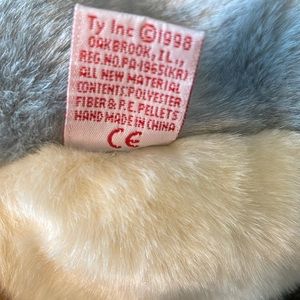 Ty Inc ©1998
OAKBROOK, IL.,
REG.NO.PA-1965(KR)
ALL NEW MATERIAL
CONTENTS:POLYESTER
FIBER & P.E. PELLETS
HAND MADE IN CHINA
CE